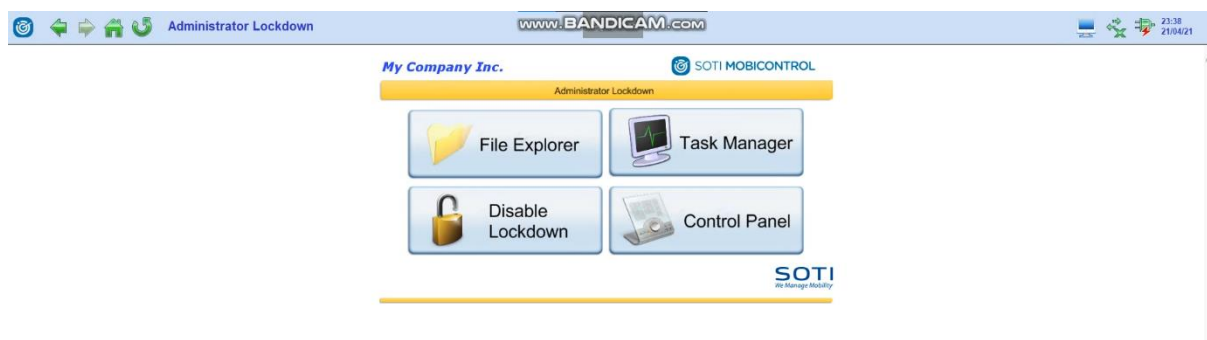 Administrator Lockdown
www.BANDICAM.com
23:38
21/04/21
My Company Inc.
SOTI MOBICONTROL
Administrator Lockdown
File Explorer
Task Manager
Disable
Lockdown
Control Panel
SOTI
We Manage Mobility